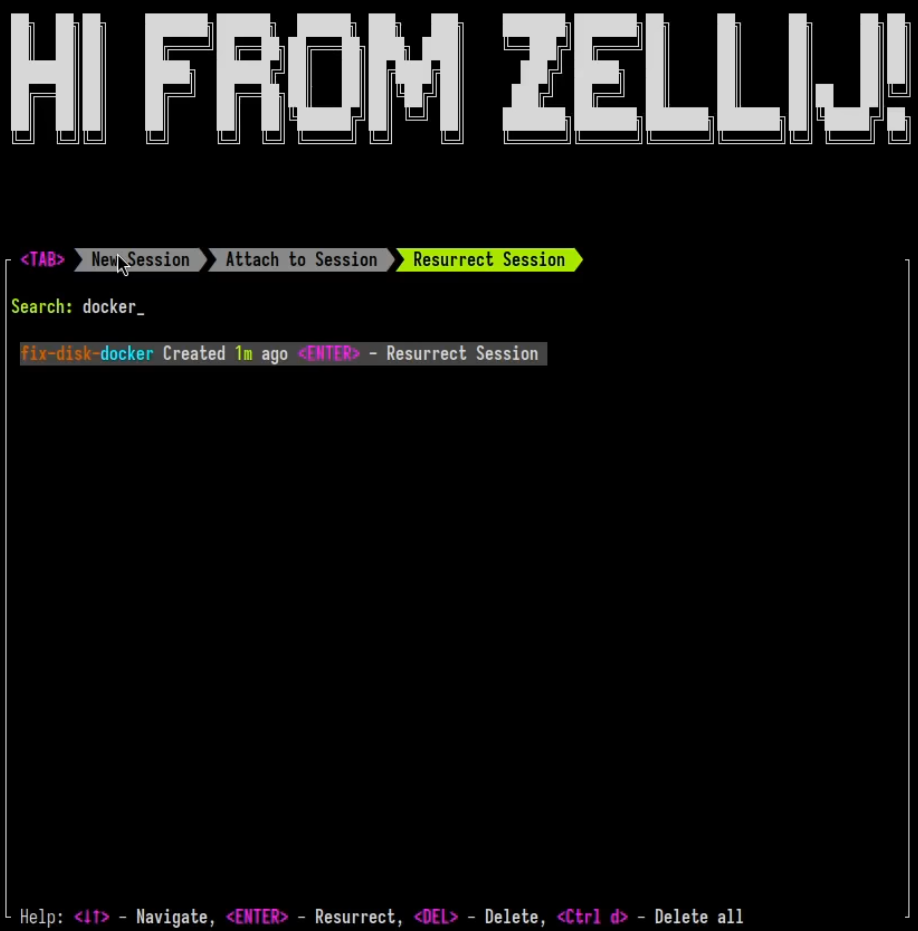 HI FROM ZELLIJ!
<TAB> New Session Attach to Session Resurrect Session
Search: docker_
fix-disk-docker Created 1m ago <ENTER> - Resurrect Session
Help: <↓↑> - Navigate, <ENTER> - Resurrect, <DEL> - Delete, <Ctrl d> - Delete all